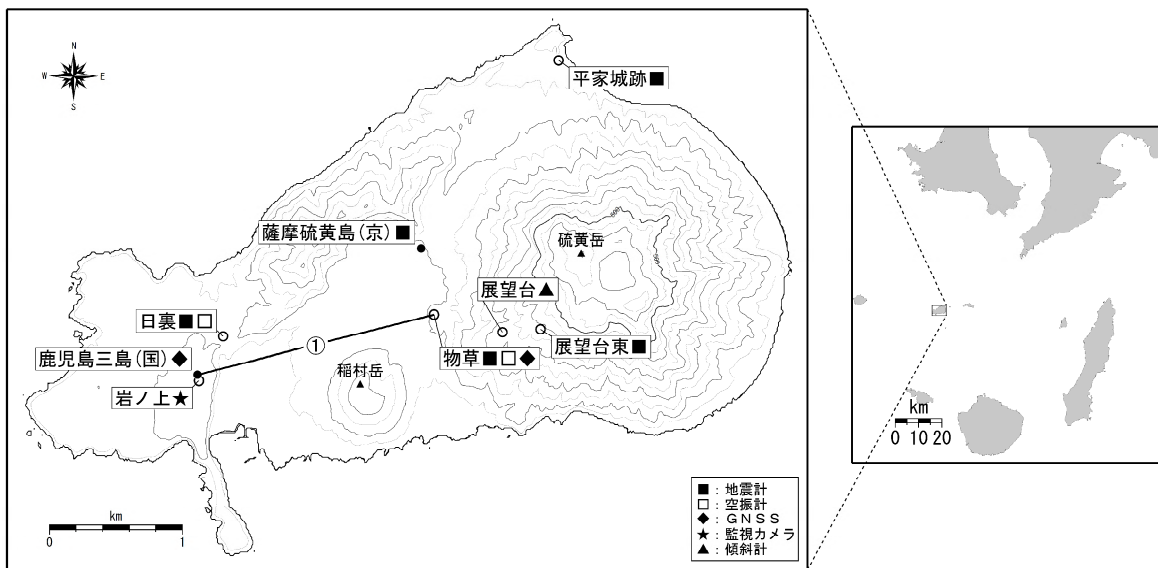 N
W E
S
平家城跡■
薩摩硫黄島(京)■
硫黄岳
600
500
展望台▲
日裏■□
①
鹿児島三島(国)◆
物草■□◆
展望台東■
稲村岳
岩ノ上★
km
0 10 20
km
0 1
■:地震計
□:空振計
◆:GNSS
★:監視カメラ
▲:傾斜計